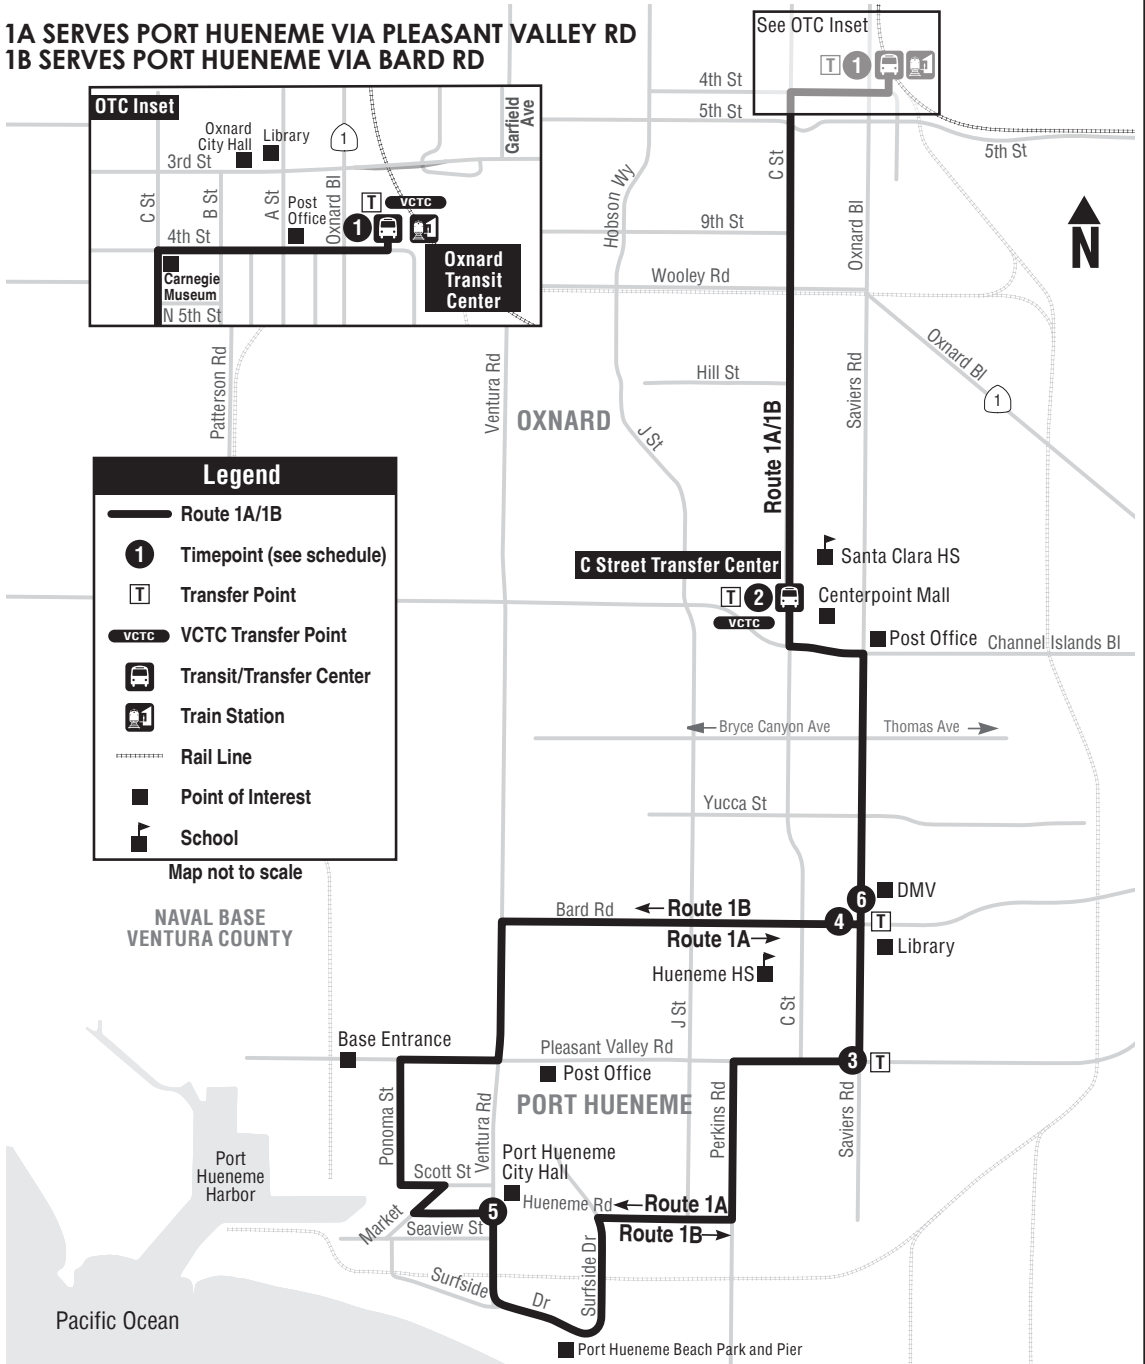 1A SERVES PORT HUENEME VIA PLEASANT VALLEY RD
1B SERVES PORT HUENEME VIA BARD RD
See OTC Inset
T
1
4th St
5th St
5th St
OTC Inset
Oxnard
City Hall
Library
1
Garfield
Ave
3rd St
C St
B St
A St
Post
Office
Oxnard Bl
T
VCTC
1
4th St
Carnegie
Museum
N 5th St
Oxnard
Transit
Center
C St
Hobson Wy
9th St
Oxnard Bl
N
Wooley Rd
Oxnard Bl
1
Patterson Rd
Ventura Rd
Hill St
Saviers Rd
OXNARD
J St
Route 1A/1B
Legend
Route 1A/1B
1
Timepoint (see schedule)
T
Transfer Point
VCTC
VCTC Transfer Point
Transit/Transfer Center
Train Station
Rail Line
Point of Interest
School
Map not to scale
Santa Clara HS
C Street Transfer Center
T
2
VCTC
Centerpoint Mall
Post Office
Channel Islands Bl
Bryce Canyon Ave
Thomas Ave
Yucca St
NAVAL BASE
VENTURA COUNTY
6
DMV
Bard Rd
Route 1B
4
T
Route 1A
Library
Hueneme HS
J St
C St
Base Entrance
Pleasant Valley Rd
3
T
Post Office
PORT HUENEME
Ponoma St
Ventura Rd
Perkins Rd
Saviers Rd
Port
Hueneme
Harbor
Scott St
Port Hueneme
City Hall
Market
Seaview St
5
Hueneme Rd
Route 1A
Route 1B
Surfside Dr
Surfside
Dr
Pacific Ocean
Port Hueneme Beach Park and Pier